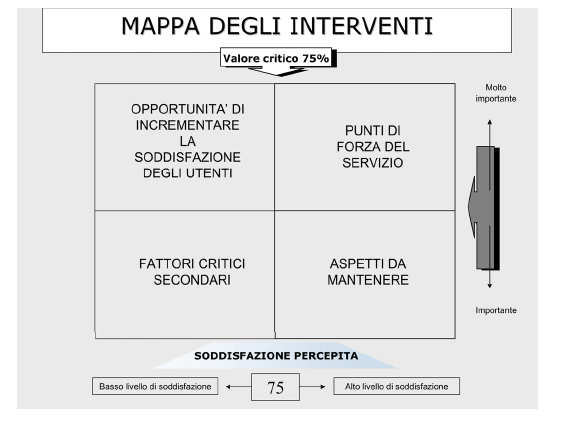 MAPPA DEGLI INTERVENTI
Valore critico 75%
Molto
importante
OPPORTUNITA' DI
INCREMENTARE
LA
SODDISFAZIONE
DEGLI UTENTI
PUNTI DI
FORZA DEL
SERVIZIO
FATTORI CRITICI
SECONDARI
ASPETTI DA
MANTENERE
Importante
SODDISFAZIONE PERCEPITA
Basso livello di soddisfazione
75
Alto livello di soddisfazione